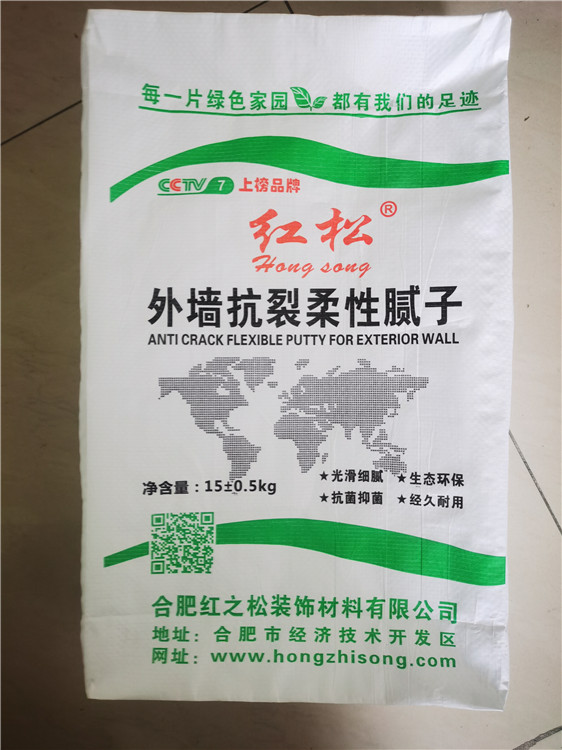 每一片绿色家园 都有我们的足迹
CCTV 7 上榜品牌
红松®
Hong song
外墙抗裂柔性腻子
ANTI CRACK FLEXIBLE PUTTY FOR EXTERIOR WALL
★光滑细腻 ★生态环保
净含量：15±0.5kg
★抗菌抑菌 ★经久耐用
合肥红之松装饰材料有限公司
地址：合肥市经济技术开发区
网址：www.hongzhisong.com